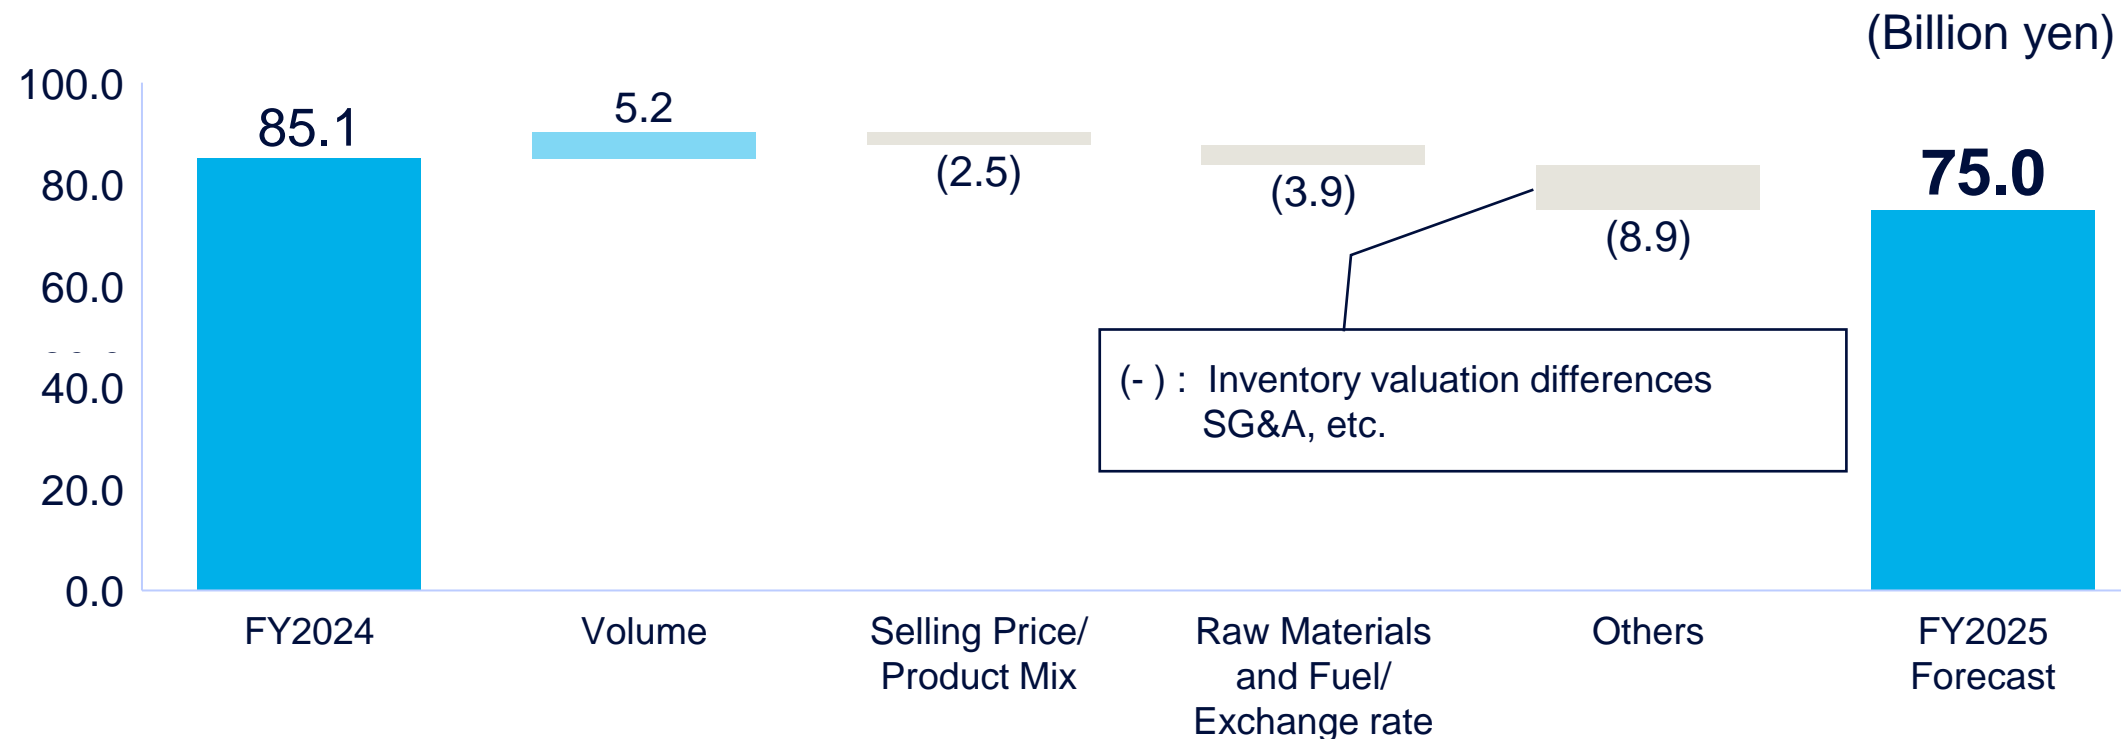 (Billion yen)
100.0
80.0
60.0
40.0
20.0
0.0
85.1
5.2
(2.5)
(3.9)
(8.9)
75.0
(- ) :  Inventory valuation differences
SG&A, etc.
FY2024
Volume
Selling Price/
Product Mix
Raw Materials
and Fuel/
Exchange rate
Others
FY2025
Forecast